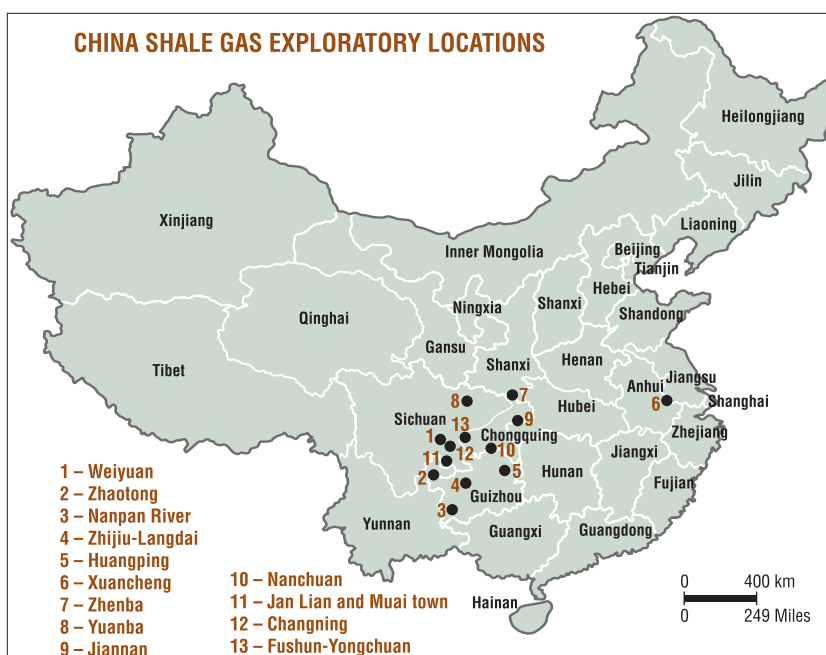 CHINA SHALE GAS EXPLORATORY LOCATIONS
Heilongjiang
Jilin
Liaoning
Xinjiang
Inner Mongolia
Beijing
Tianjin
Hebei
Ningxia
Shanxi
Shandong
Qinghai
Gansu
Shanxi
Henan
Tibet
Jiangsu
Anhui
Shanghai
8
7
6
Sichuan
Hubei
9
13
Chongquing
Zhejiang
1
12
10
Jiangxi
11
5
Hunan
2
4
Fujian
Guizhou
3
Yunnan
Guangxi
Guangdong
Hainan
1 – Weiyuan
2 – Zhaotong
3 – Nanpan River
4 – Zhijiu-Langdai
5 – Huangping
6 – Xuancheng
7 – Zhenba
8 – Yuanba
9 – Jiannan
10 – Nanchuan
11 – Jan Lian and Muai town
12 – Changning
13 – Fushun-Yongchuan
0 400 km
0 249 Miles